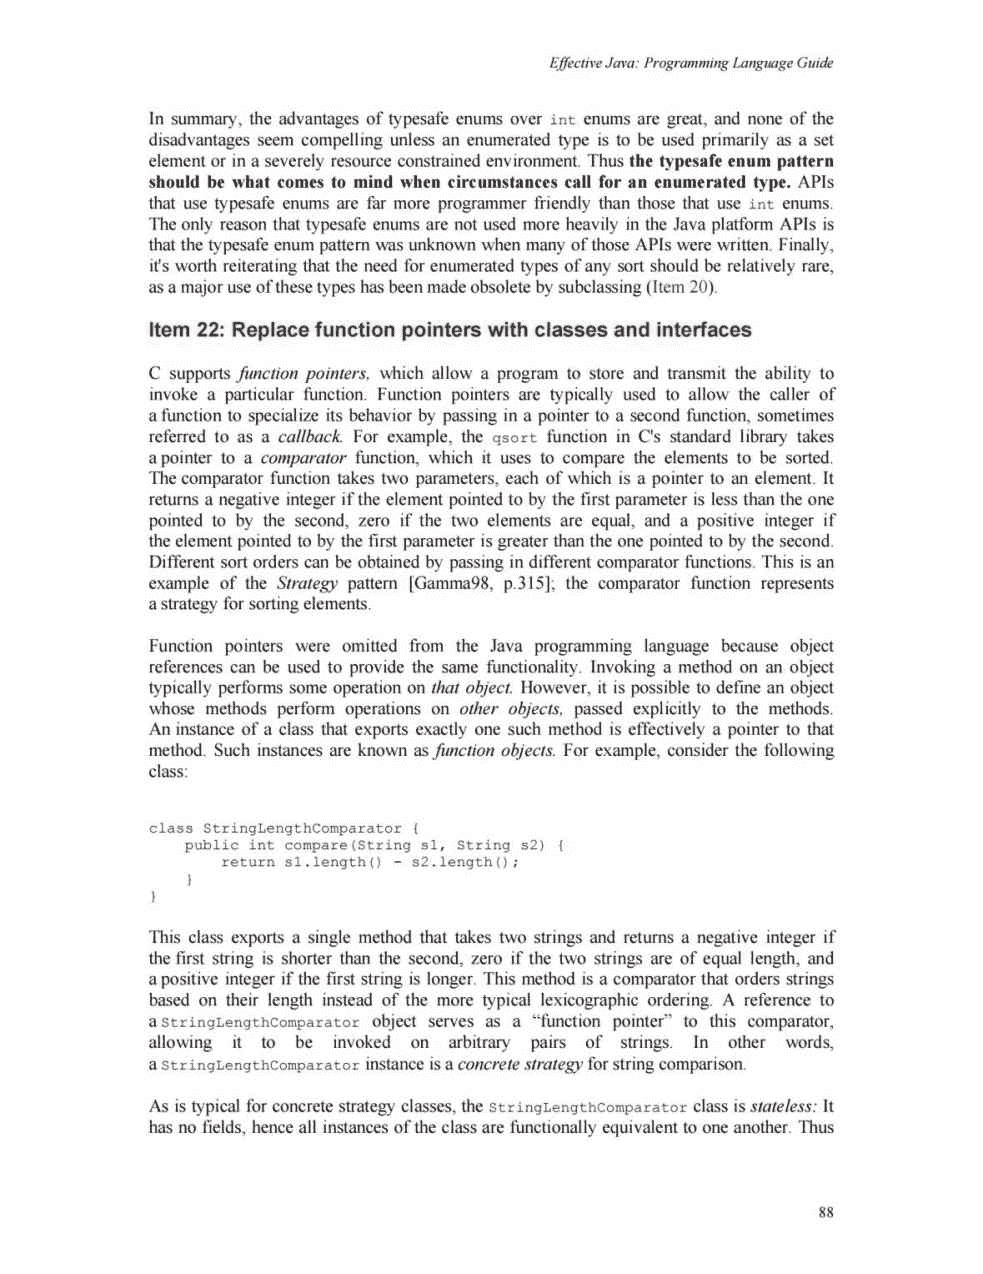 Effective Java: Programming Language Guide
In summary, the advantages of typesafe enums over int enums are great, and none of the
disadvantages seem compelling unless an enumerated type is to be used primarily as a set
element or in a severely resource constrained environment. Thus the typesafe enum pattern
should be what comes to mind when circumstances call for an enumerated type. APIs
that use typesafe enums are far more programmer friendly than those that use int enums.
The only reason that typesafe enums are not used more heavily in the Java platform APIs is
that the typesafe enum pattern was unknown when many of those APIs were written. Finally,
it's worth reiterating that the need for enumerated types of any sort should be relatively rare,
as a major use of these types has been made obsolete by subclassing (Item 20).
Item 22: Replace function pointers with classes and interfaces
C supports function pointers, which allow a program to store and transmit the ability to
invoke a particular function. Function pointers are typically used to allow the caller of
a function to specialize its behavior by passing in a pointer to a second function, sometimes
referred to as a callback. For example, the qsort function in C's standard library takes
a pointer to a comparator function, which it uses to compare the elements to be sorted.
The comparator function takes two parameters, each of which is a pointer to an element. It
returns a negative integer if the element pointed to by the first parameter is less than the one
pointed to by the second, zero if the two elements are equal, and a positive integer if
the element pointed to by the first parameter is greater than the one pointed to by the second.
Different sort orders can be obtained by passing in different comparator functions. This is an
example of the Strategy pattern [Gamma98, p.315]; the comparator function represents
a strategy for sorting elements.
Function pointers were omitted from the Java programming language because object
references can be used to provide the same functionality. Invoking a method on an object
typically performs some operation on that object. However, it is possible to define an object
whose methods perform operations on other objects, passed explicitly to the methods.
An instance of a class that exports exactly one such method is effectively a pointer to that
method. Such instances are known as function objects. For example, consider the following
class:
class StringLengthComparator {
    public int compare(String s1, String s2) {
        return s1.length() - s2.length();
    }
}
This class exports a single method that takes two strings and returns a negative integer if
the first string is shorter than the second, zero if the two strings are of equal length, and
a positive integer if the first string is longer. This method is a comparator that orders strings
based on their length instead of the more typical lexicographic ordering. A reference to
a StringLengthComparator object serves as a “function pointer” to this comparator,
allowing it to be invoked on arbitrary pairs of strings. In other words,
a StringLengthComparator instance is a concrete strategy for string comparison.
As is typical for concrete strategy classes, the StringLengthComparator class is stateless: It
has no fields, hence all instances of the class are functionally equivalent to one another. Thus
88